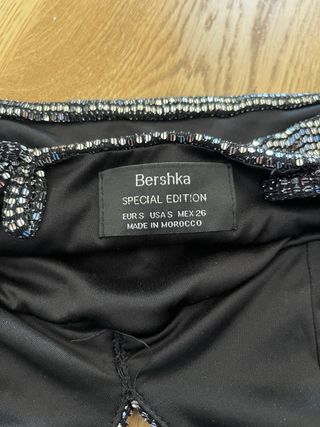 Bershka
SPECIAL EDITION
EUR S USA S MEX 26
MADE IN MOROCCO